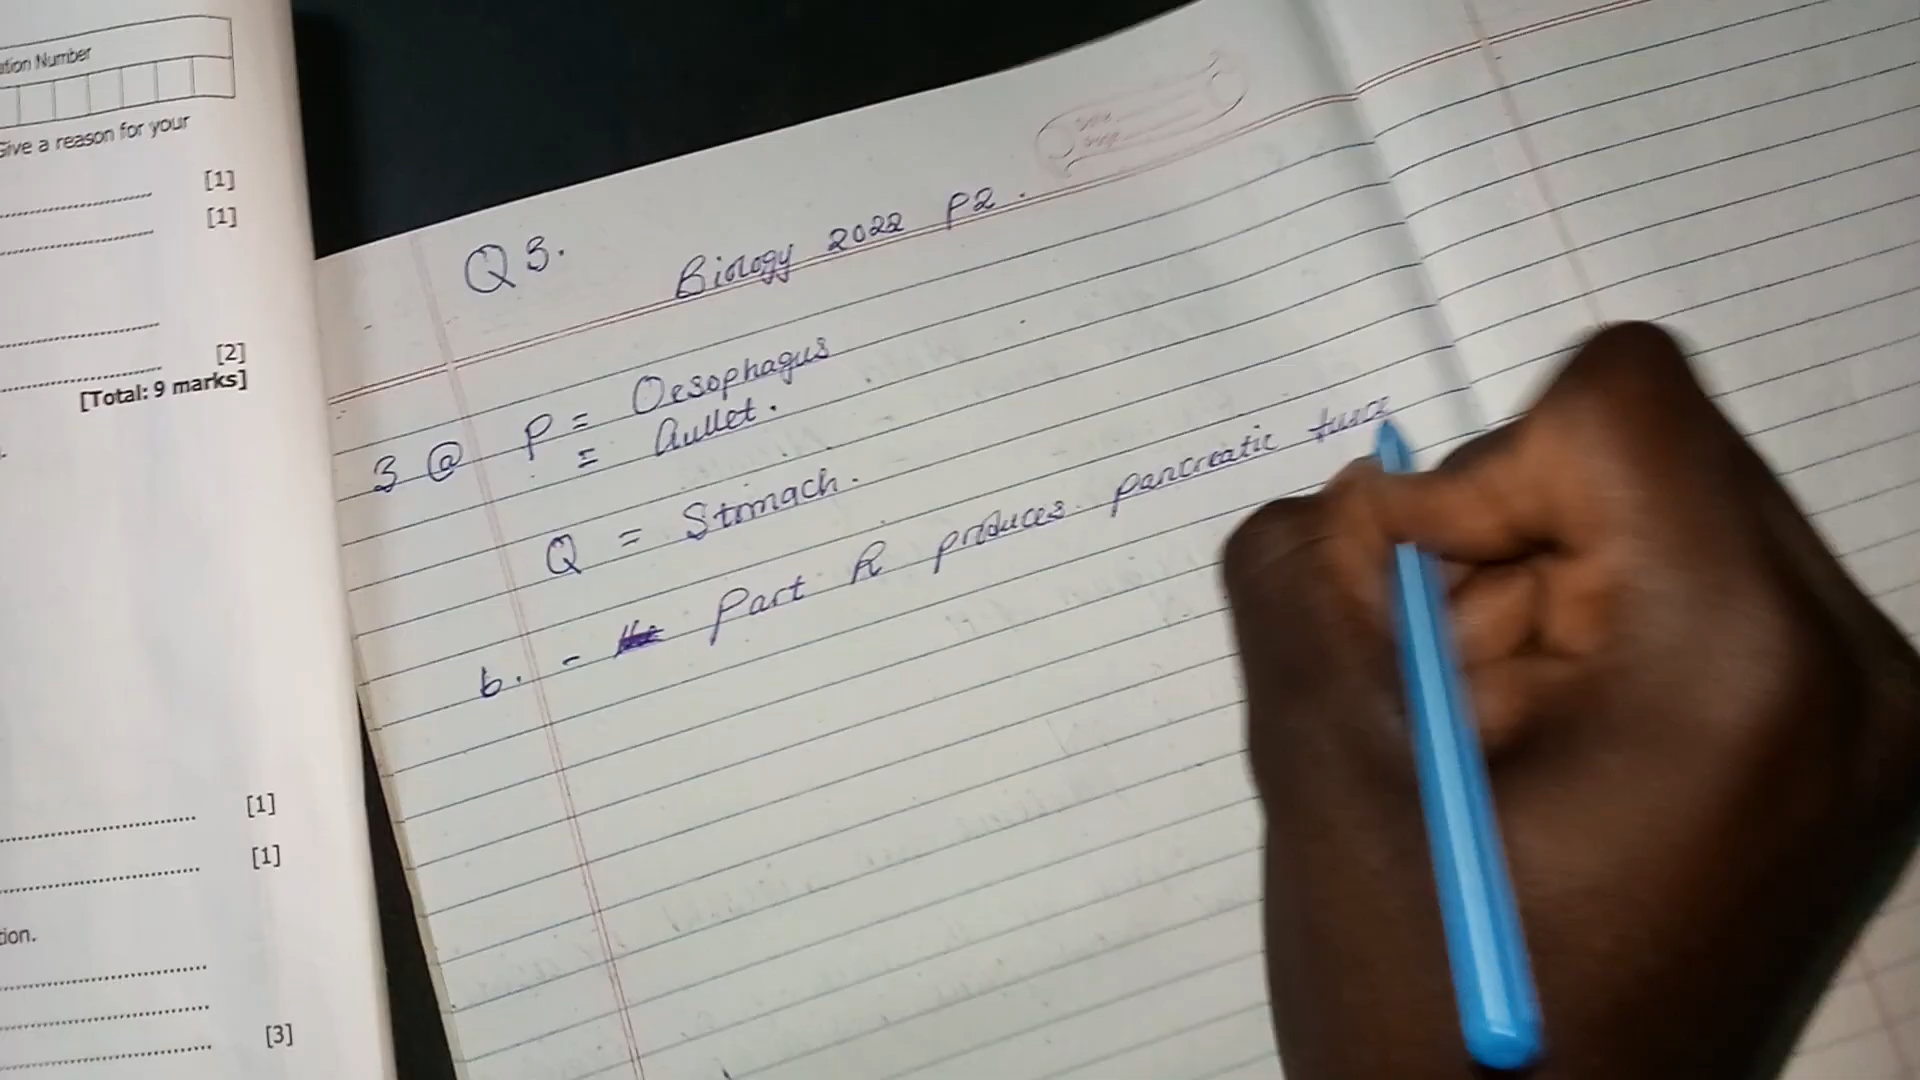 ation Number
Give a reason for your
[1]
[1]
[2]
[Total: 9 marks]
[1]
[1]
tion.
[3]
Q 3.
Biology 2022 P2.
3 @ P = Oesophagus
= Gullet.
Q = Stomach.
b. - Part R produces pancreatic